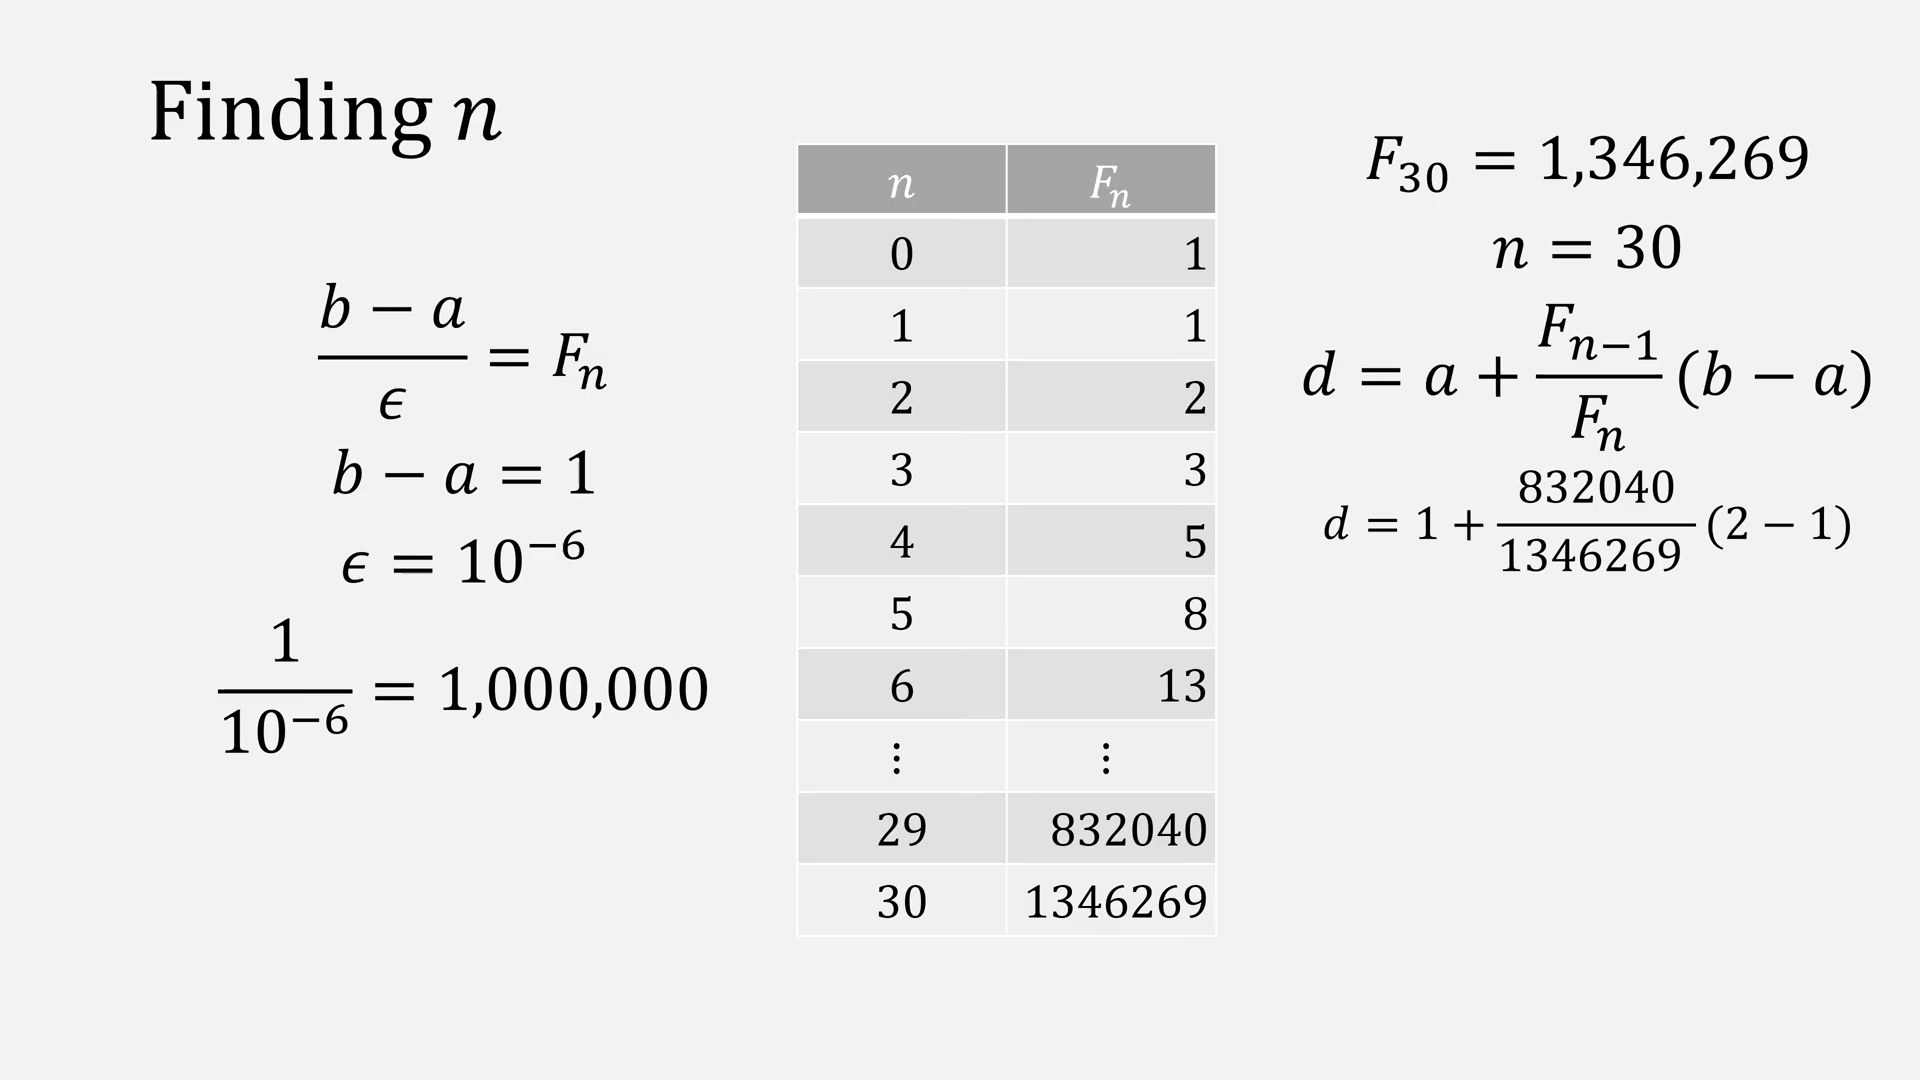 Finding n
b − a / ϵ = Fₙ
b − a = 1
ϵ = 10⁻⁶
1 / 10⁻⁶ = 1,000,000
n Fₙ
0 1
1 1
2 2
3 3
4 5
5 8
6 13
⋮ ⋮
29 832040
30 1346269
F₃₀ = 1,346,269
n = 30
d = a + Fₙ₋₁ / Fₙ (b − a)
d = 1 + 832040 / 1346269 (2 − 1)